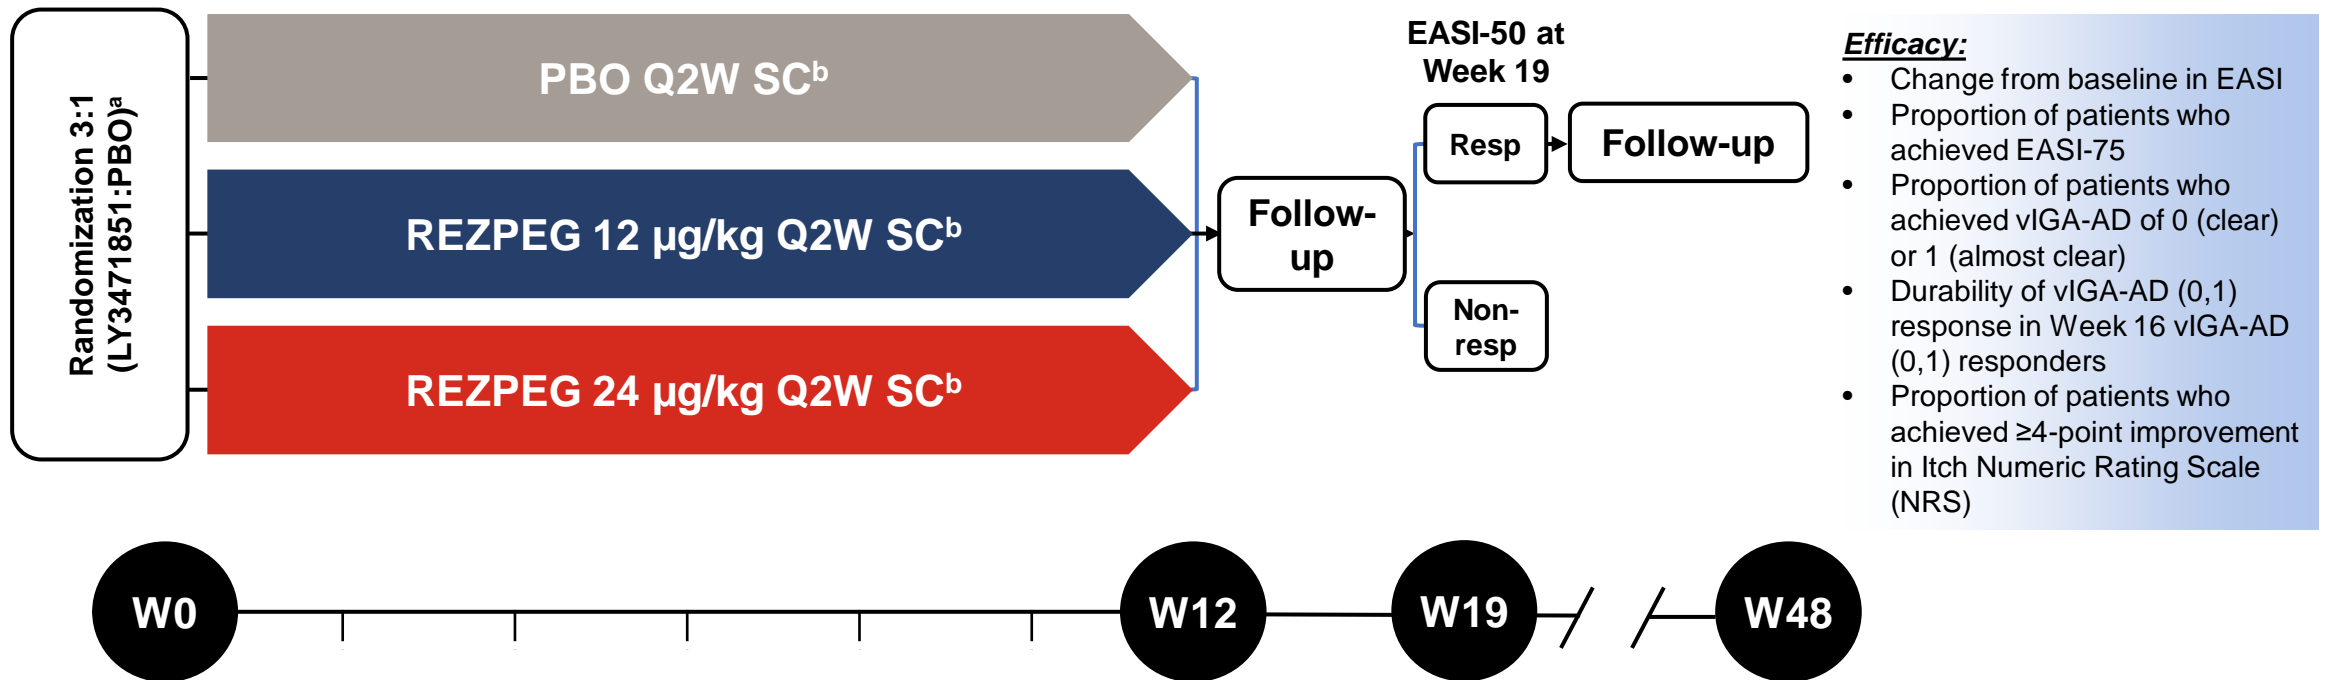 Randomization 3:1
(LY3471851:PBO)a
PBO Q2W SCb
REZPEG 12 µg/kg Q2W SCb
REZPEG 24 µg/kg Q2W SCb
Follow-
up
EASI-50 at
Week 19
Resp
Follow-up
Non-
resp
Efficacy:
• Change from baseline in EASI
• Proportion of patients who
achieved EASI-75
• Proportion of patients who
achieved vIGA-AD of 0 (clear)
or 1 (almost clear)
• Durability of vIGA-AD (0,1)
response in Week 16 vIGA-AD
(0,1) responders
• Proportion of patients who
achieved ≥4-point improvement
in Itch Numeric Rating Scale
(NRS)
W0
W12
W19
W48